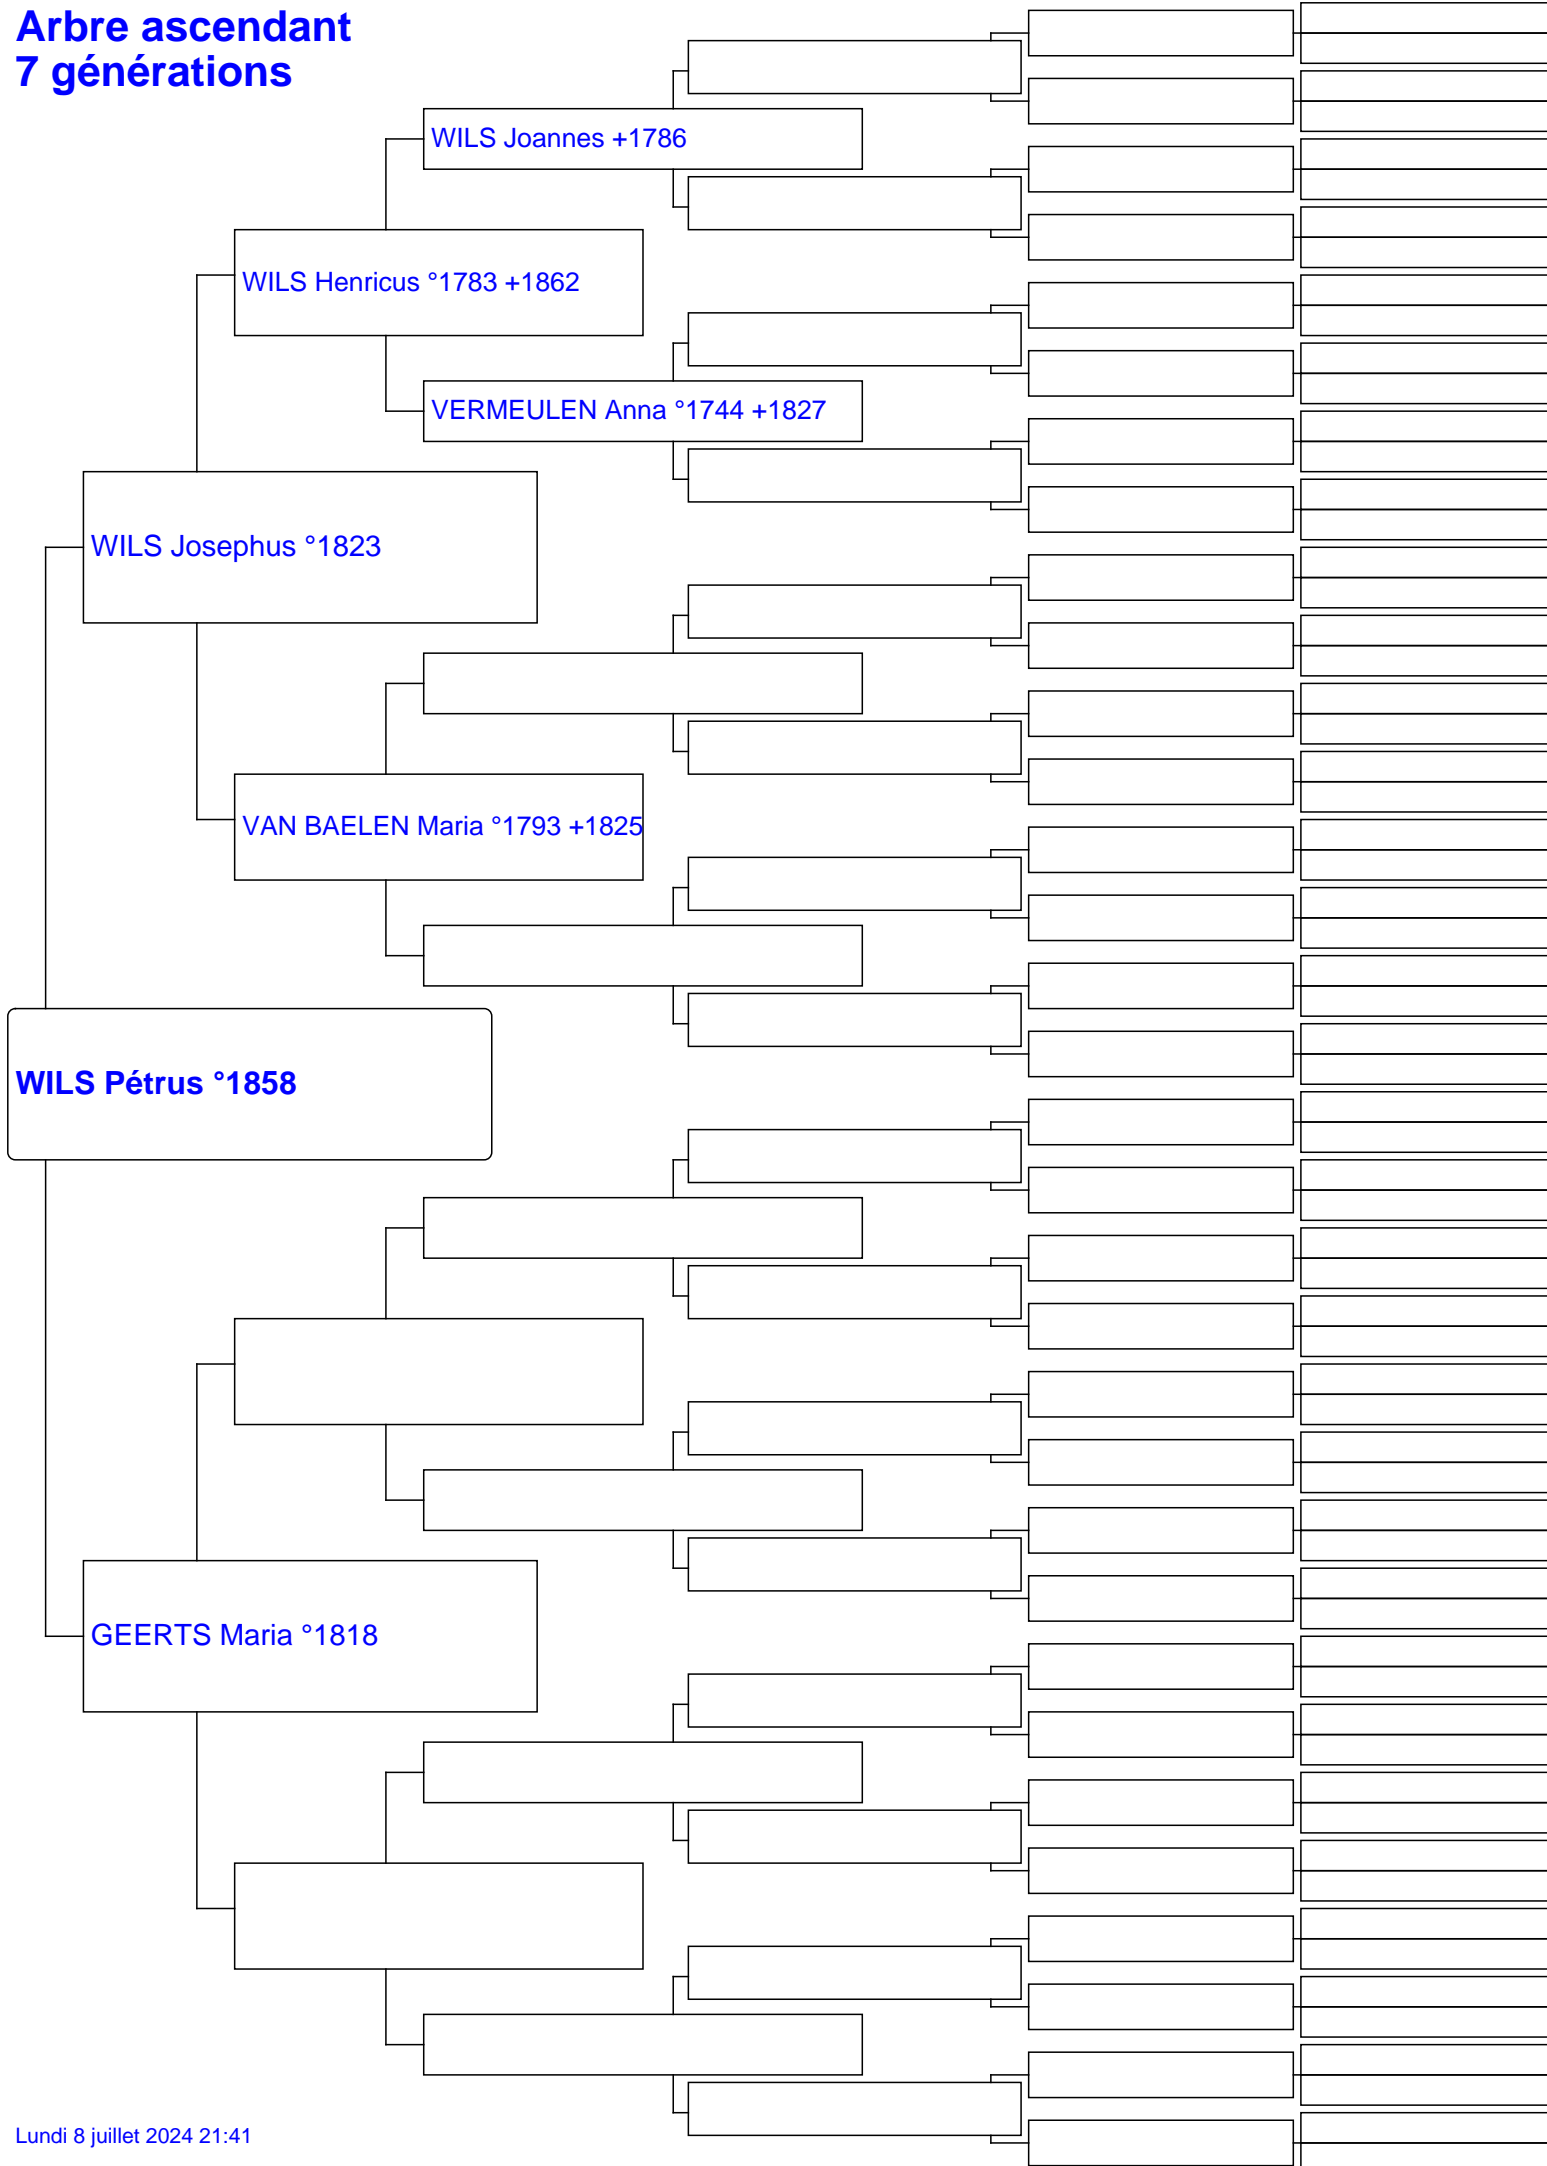 Arbre ascendant
7 générations
WILS Joannes +1786
WILS Henricus °1783 +1862
VERMEULEN Anna °1744 +1827
WILS Josephus °1823
VAN BAELEN Maria °1793 +1825
WILS Pétrus °1858
GEERTS Maria °1818
Lundi 8 juillet 2024 21:41